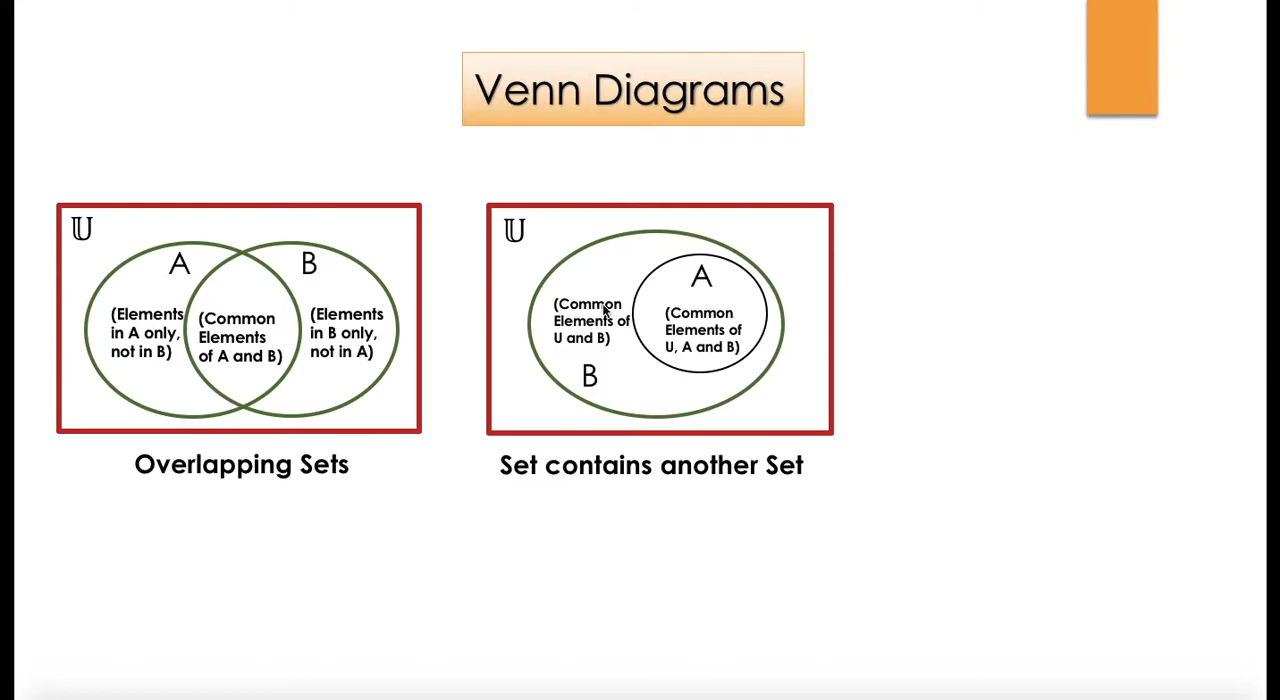 Venn Diagrams
𝕌
A
B
(Elements
in A only,
not in B)
(Common
Elements
of A and B)
(Elements
in B only,
not in A)
Overlapping Sets
𝕌
A
(Common
Elements of
U and B)
(Common
Elements of
U, A and B)
B
Set contains another Set